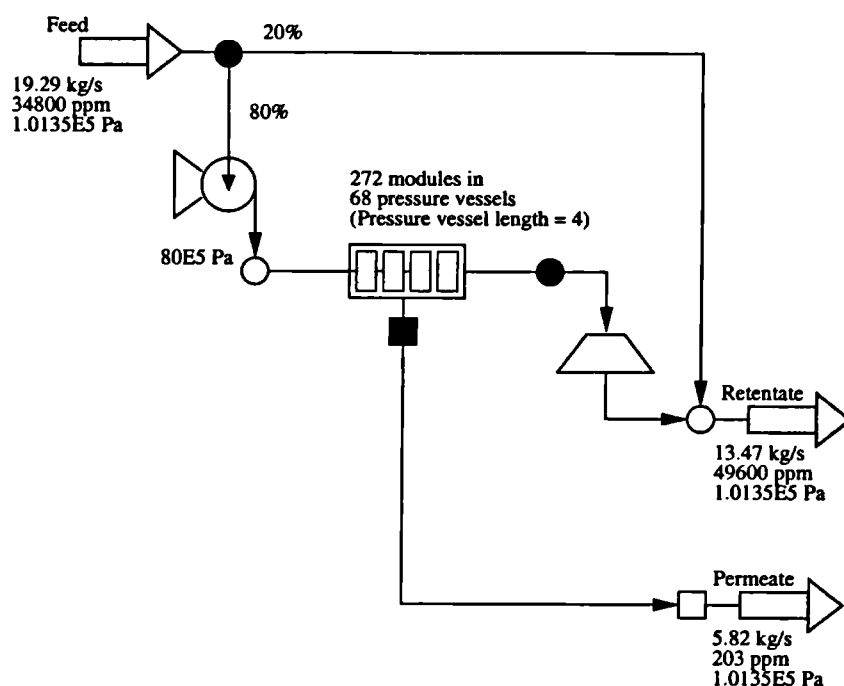 Feed
20%
19.29 kg/s
34800 ppm
1.0135E5 Pa
80%
272 modules in
68 pressure vessels
(Pressure vessel length = 4)
80E5 Pa
Retentate
13.47 kg/s
49600 ppm
1.0135E5 Pa
Permeate
5.82 kg/s
203 ppm
1.0135E5 Pa